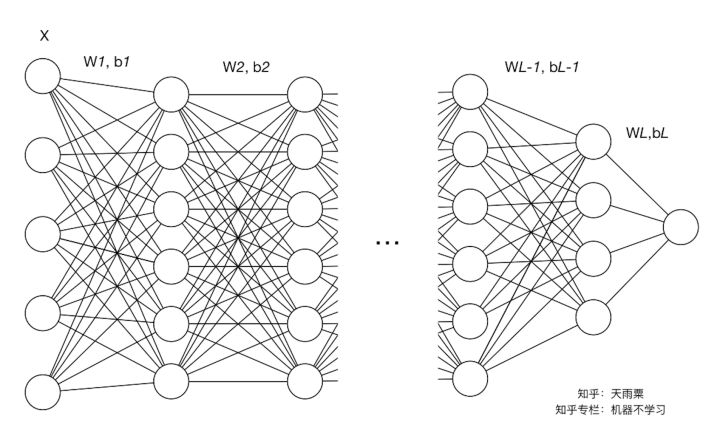 X
W1, b1
W2, b2
WL-1, bL-1
WL,bL
...
知乎：天雨粟
知乎专栏：机器不学习